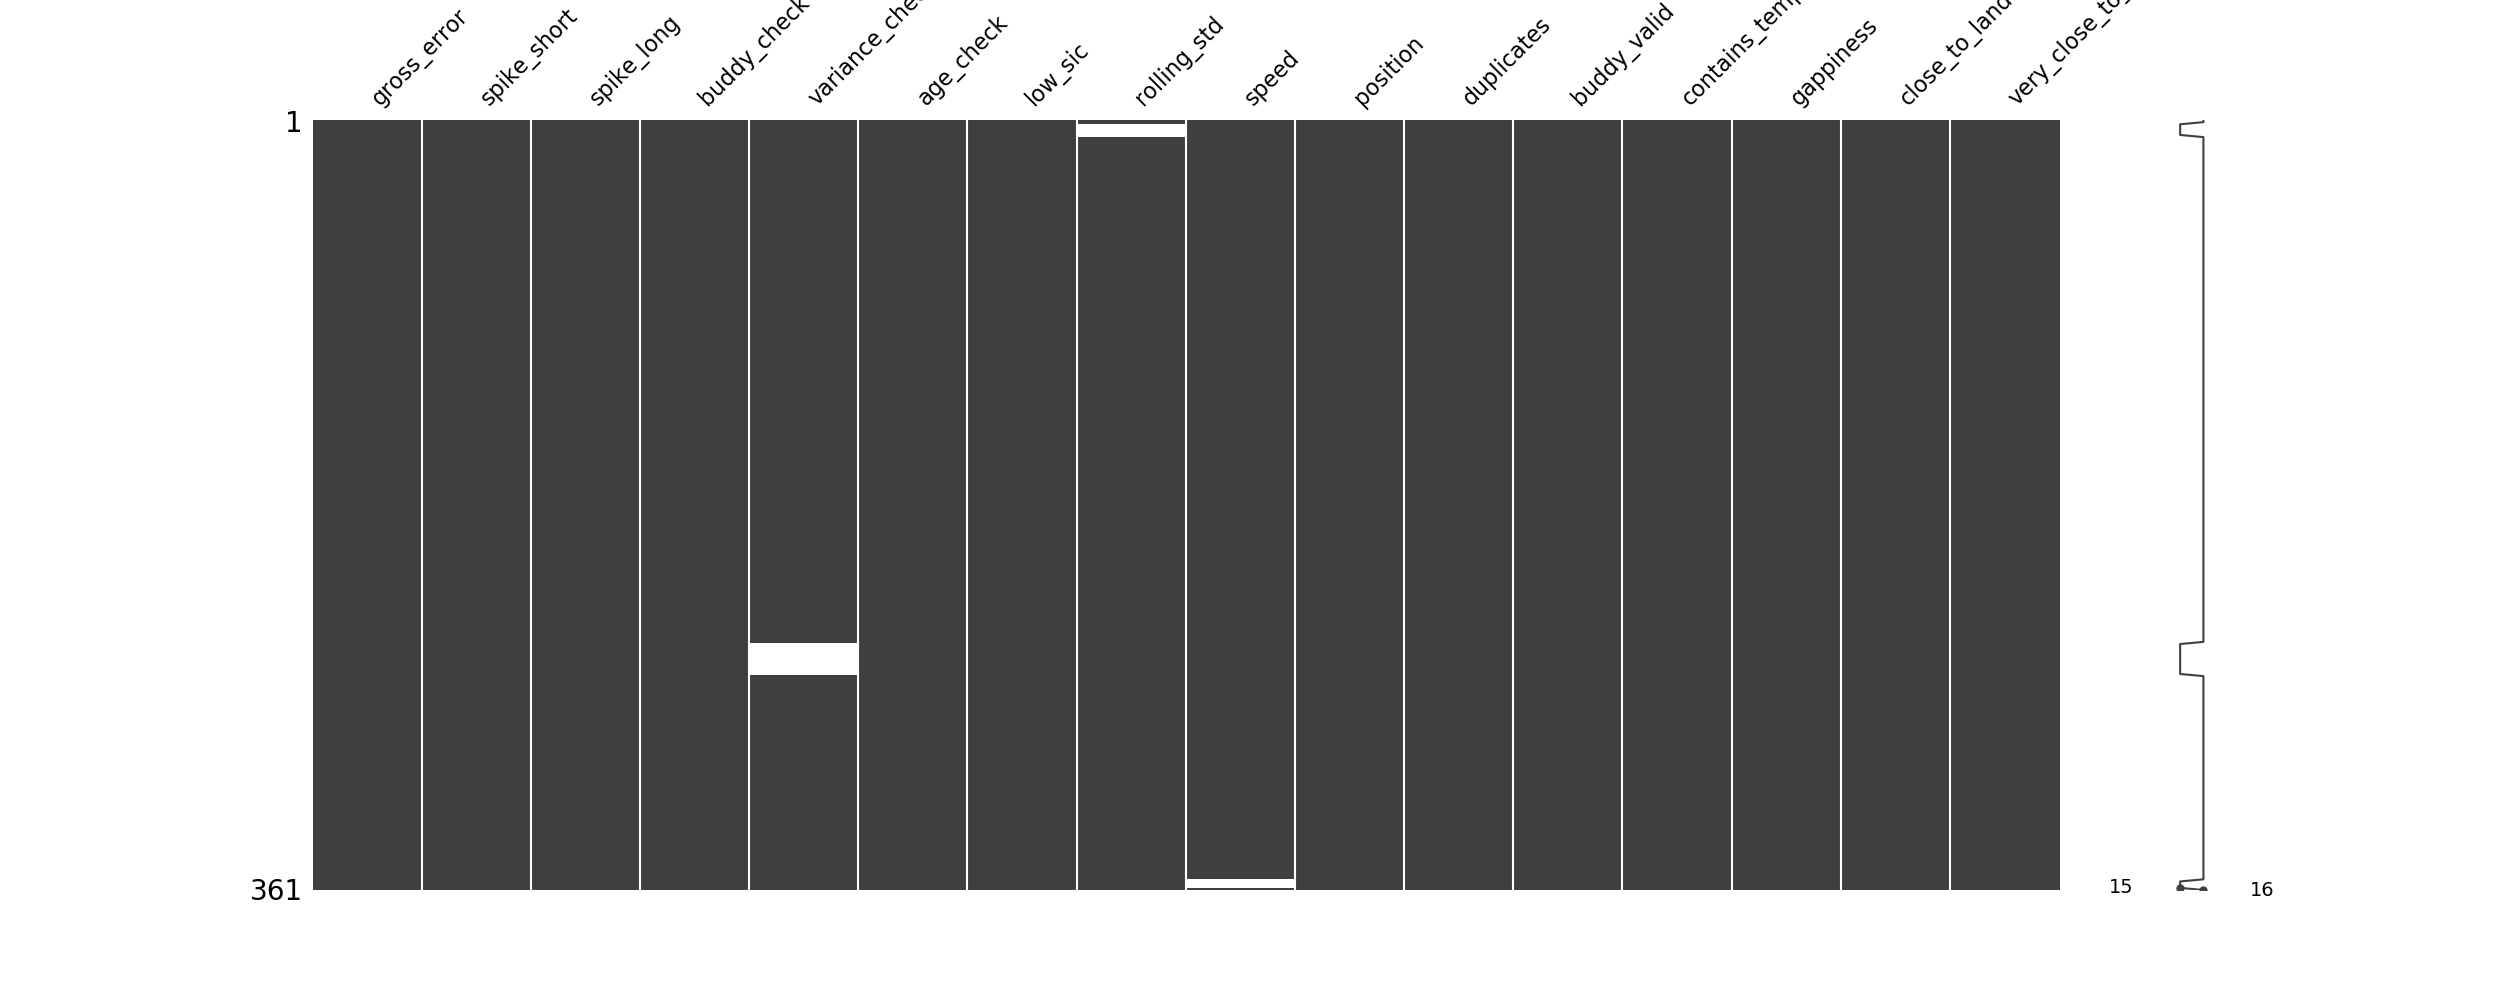 gross_error
spike_short
spike_long
buddy_check
variance_che
age_check
low_sic
rolling_std
speed
position
duplicates
buddy_valid
contains_temp
gappiness
close_to_land
very_close_to_
1
361
15
16